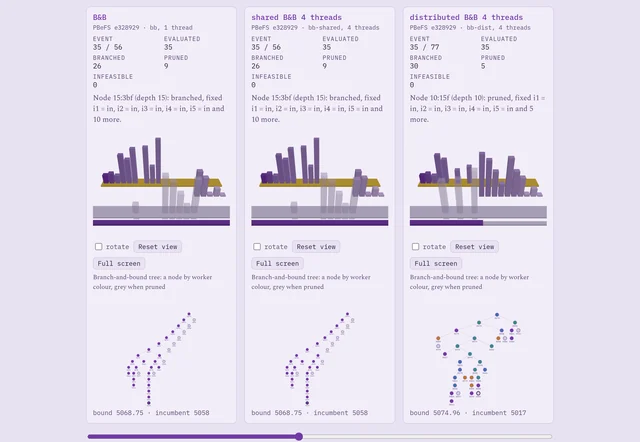 B&B
PBeFS e328929 · bb, 1 thread
EVENT
EVALUATED
35 / 56
35
BRANCHED
PRUNED
26
9
INFEASIBLE
0
Node 15:3bf (depth 15): branched, fixed
i1 = in, i2 = in, i3 = in, i4 = in, i5 = in and
10 more.
rotate
Reset view
Full screen
Branch-and-bound tree: a node by worker
colour, grey when pruned
bound 5068.75 · incumbent 5058
shared B&B 4 threads
PBeFS e328929 · bb-shared, 4 threads
EVENT
EVALUATED
35 / 56
35
BRANCHED
PRUNED
26
9
INFEASIBLE
0
Node 15:3bf (depth 15): branched, fixed
i1 = in, i2 = in, i3 = in, i4 = in, i5 = in and
10 more.
rotate
Reset view
Full screen
Branch-and-bound tree: a node by worker
colour, grey when pruned
bound 5068.75 · incumbent 5058
distributed B&B 4 threads
PBeFS e328929 · bb-dist, 4 threads
EVENT
EVALUATED
35 / 77
35
BRANCHED
PRUNED
30
5
INFEASIBLE
0
Node 10:15f (depth 10): pruned, fixed i1 =
in, i2 = in, i3 = in, i4 = in, i5 = in and 5
more.
rotate
Reset view
Full screen
Branch-and-bound tree: a node by worker
colour, grey when pruned
bound 5074.96 · incumbent 5017